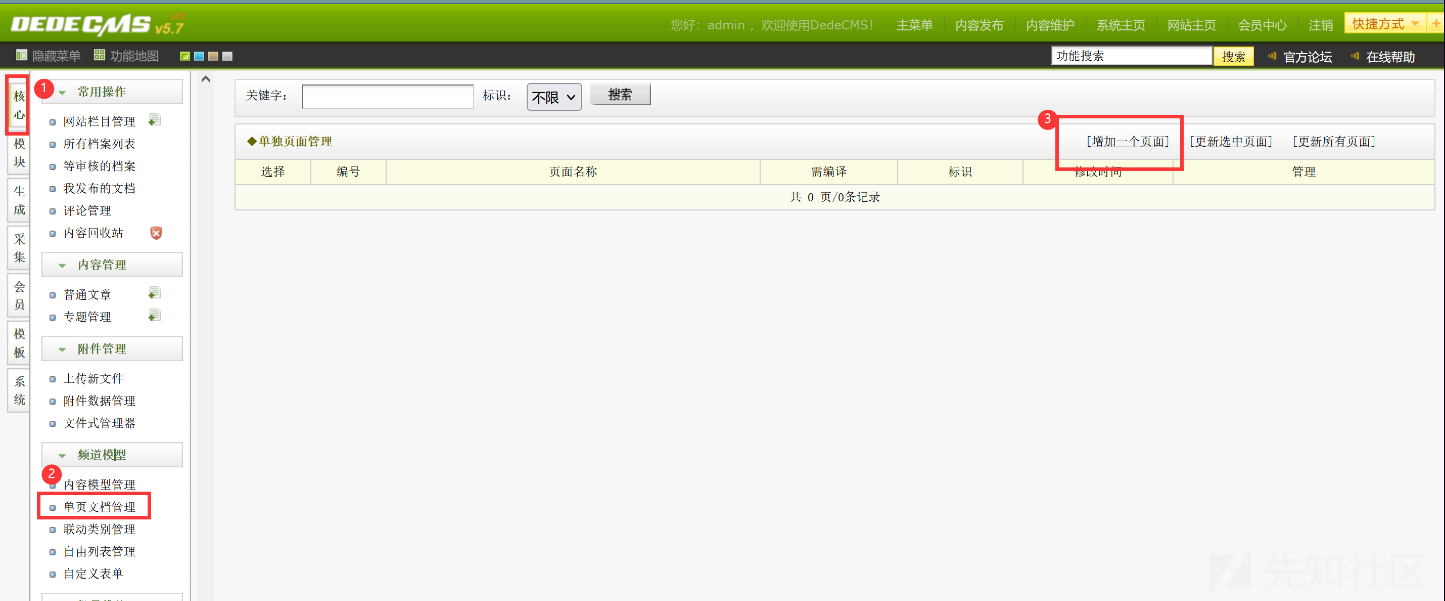 DEDECMS v5.7 SP2
您好：admin ，欢迎使用DedeCMS！ 主菜单 内容发布 内容维护 系统主页 网站主页 会员中心 注销 快捷方式 +
隐藏菜单 功能地图
功能搜索 搜索 官方论坛 在线帮助
核心
模块
生成
采集
会员
模板
系统
1
常用操作
网站栏目管理
所有档案列表
等审核的档案
我发布的文档
评论管理
内容回收站
内容管理
普通文章
专题管理
附件管理
上传新文件
附件数据管理
文件式管理器
频道模型
2
内容模型管理
单页文档管理
联动类别管理
自由列表管理
自定义表单
关键字： 标识： 不限 搜索
3
◆单独页面管理 [增加一个页面] [更新选中页面] [更新所有页面]
选择 编号 页面名称 需编译 标识 修改时间 管理
共 0 页/0条记录
先知社区